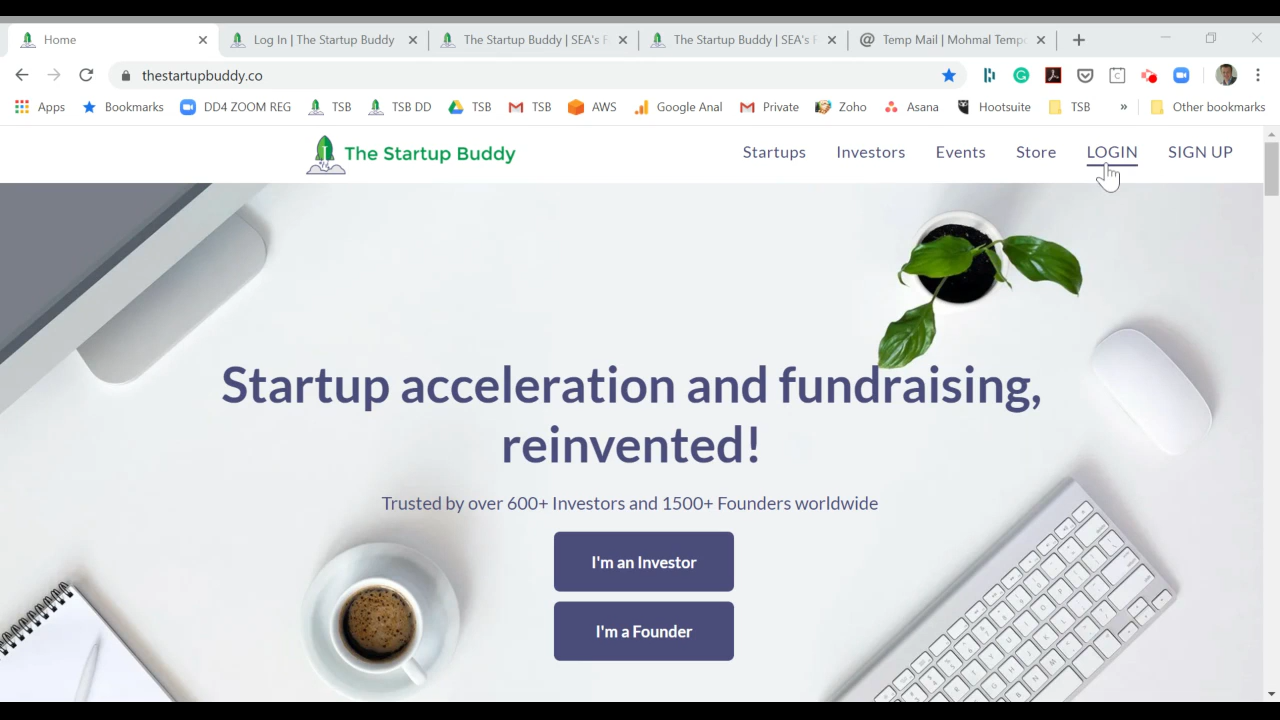 Home
Log In | The Startup Buddy
The Startup Buddy | SEA's F
The Startup Buddy | SEA's F
@ Temp Mail | Mohmal Tempo
thestartupbuddy.co
Apps Bookmarks DD4 ZOOM REG TSB TSB DD TSB TSB AWS Google Anal Private Zoho Asana Hootsuite TSB » Other bookmarks
The Startup Buddy
Startups Investors Events Store LOGIN SIGN UP
Startup acceleration and fundraising,
reinvented!
Trusted by over 600+ Investors and 1500+ Founders worldwide
I'm an Investor
I'm a Founder